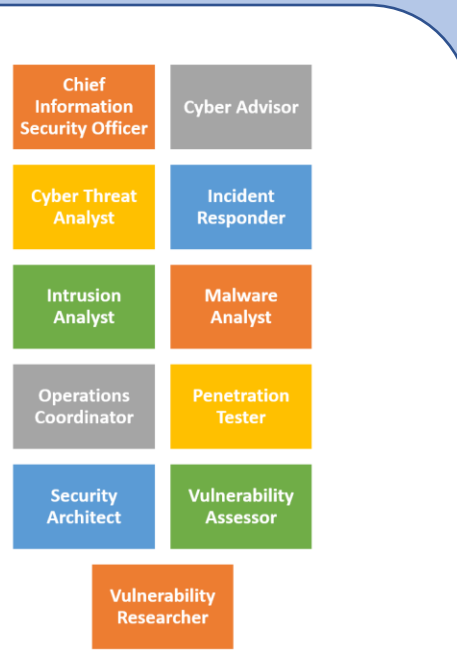 Chief
Information
Security Officer
Cyber Advisor
Cyber Threat
Analyst
Incident
Responder
Intrusion
Analyst
Malware
Analyst
Operations
Coordinator
Penetration
Tester
Security
Architect
Vulnerability
Assessor
Vulnerability
Researcher